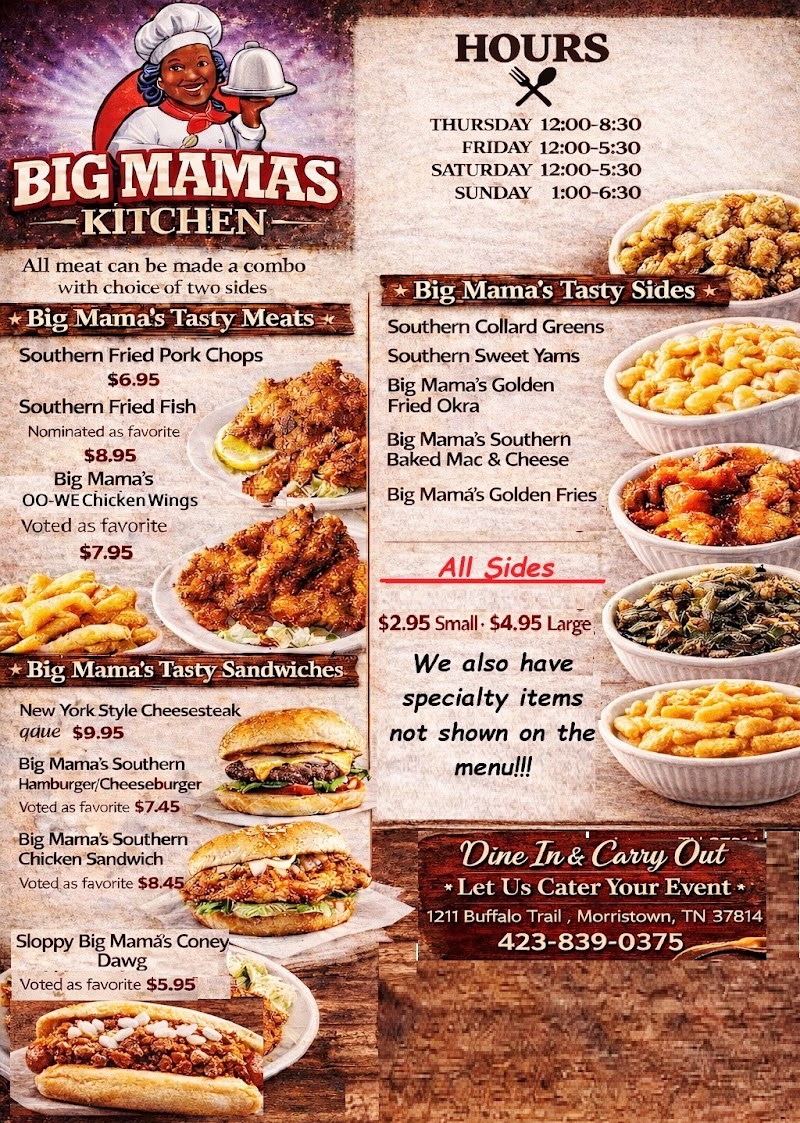 BIG MAMAS
KITCHEN
All meat can be made a combo
with choice of two sides
Big Mama's Tasty Meats
Southern Fried Pork Chops
$6.95
Southern Fried Fish
Nominated as favorite
$8.95
Big Mama's
OO-WE Chicken Wings
Voted as favorite
$7.95
Big Mama's Tasty Sandwiches
New York Style Cheesesteak
qaue $9.95
Big Mama's Southern
Hamburger/Cheeseburger
Voted as favorite $7.45
Big Mama's Southern
Chicken Sandwich
Voted as favorite $8.45
Sloppy Big Mamá's Coney
Dawg
Voted as favorite $5.95
HOURS
THURSDAY 12:00-8:30
FRIDAY 12:00-5:30
SATURDAY 12:00-5:30
SUNDAY 1:00-6:30
Big Mama's Tasty Sides
Southern Collard Greens
Southern Sweet Yams
Big Mama's Golden
Fried Okra
Big Mama's Southern
Baked Mac & Cheese
Big Mamá's Golden Fries
All Sides
$2.95 Small · $4.95 Large
We also have
specialty items
not shown on the
menu!!!
Dine In & Carry Out
Let Us Cater Your Event
1211 Buffalo Trail , Morristown, TN 37814
423-839-0375